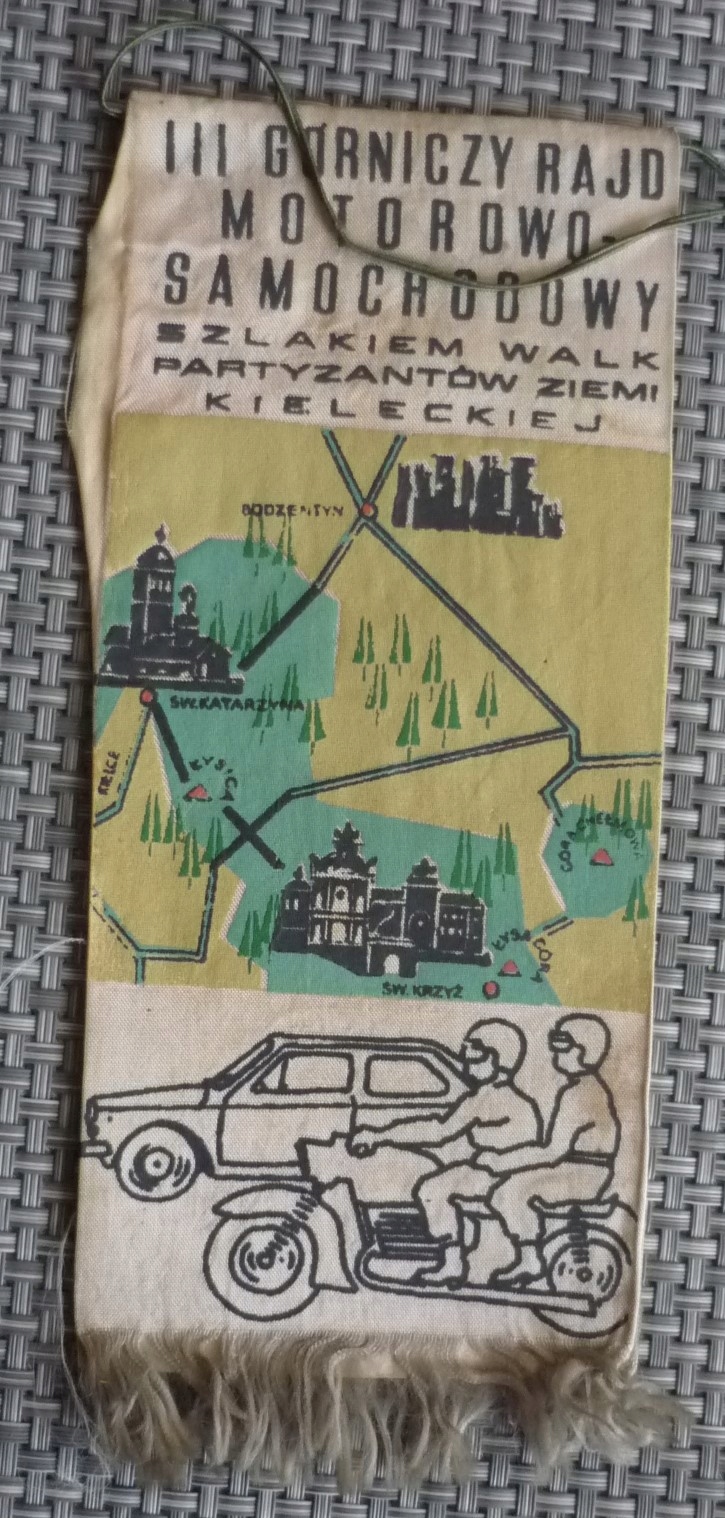 III GÓRNICZY RAJD
MOTOROWO-
SAMOCHODOWY
SZLAKIEM WALK
PARTYZANTÓW ZIEMI
KIELECKIEJ
BODZENTYN
ŚW.KATARZYNA
KIELCE
ŁYSICA
GÓRA CHEŁMOWA
ŁYSA GÓRA
ŚW. KRZYŻ